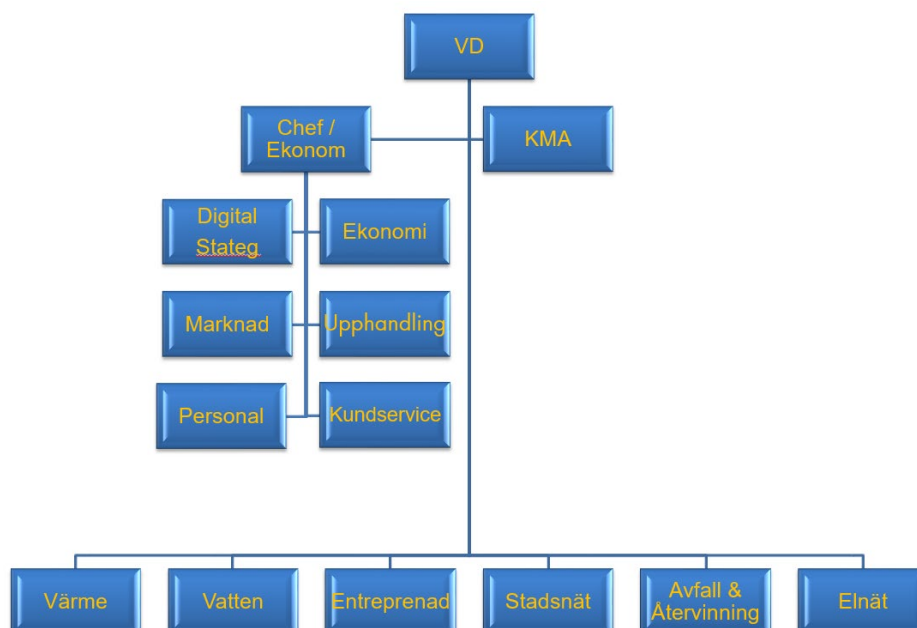 VD
Chef /
Ekonom
KMA
Digital
Stateg
Ekonomi
Marknad
Upphandling
Personal
Kundservice
Värme
Vatten
Entreprenad
Stadsnät
Avfall &
Återvinning
Elnät